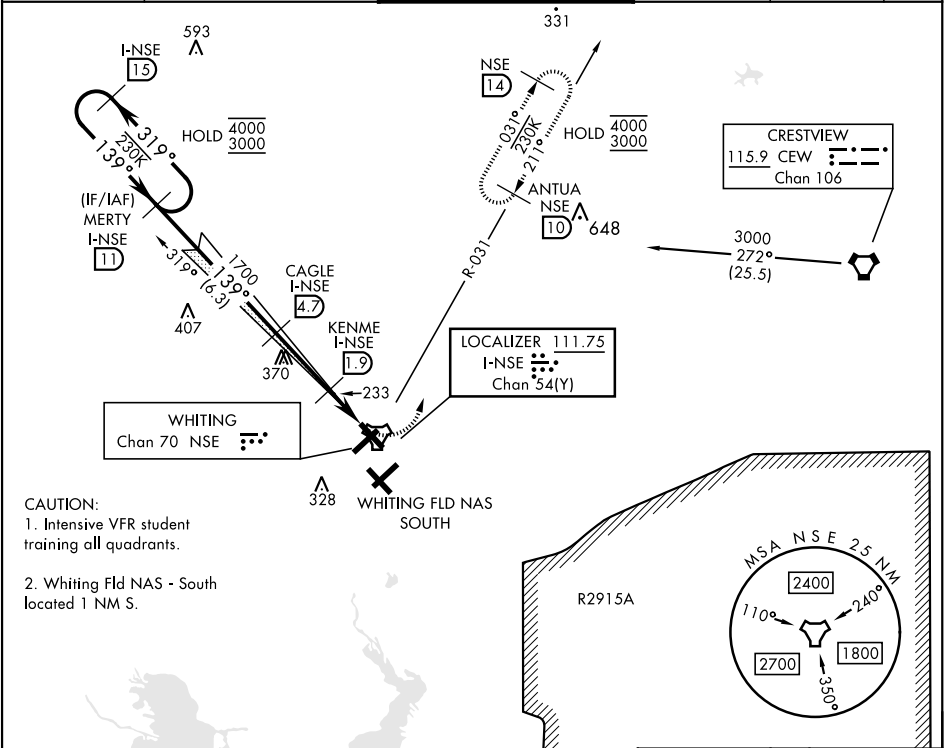 593
331
I-NSE
15
NSE
14
319°
230K
139°
HOLD 4000
3000
031°
230K
211°
HOLD 4000
3000
CRESTVIEW
115.9 CEW
Chan 106
(IF/IAF)
MERTY
I-NSE
11
ANTUA
NSE
10
648
R-031
3000
272°
(25.5)
319°
1700
139°
(6.3)
CAGLE
I-NSE
4.7
407
KENME
I-NSE
1.9
370
233
LOCALIZER 111.75
I-NSE
Chan 54(Y)
WHITING
Chan 70 NSE
328
WHITING FLD NAS
SOUTH
CAUTION:
1. Intensive VFR student
training all quadrants.
2. Whiting Fld NAS - South
located 1 NM S.
R2915A
MSA NSE 25 NM
2400
110°
240°
2700
1800
350°